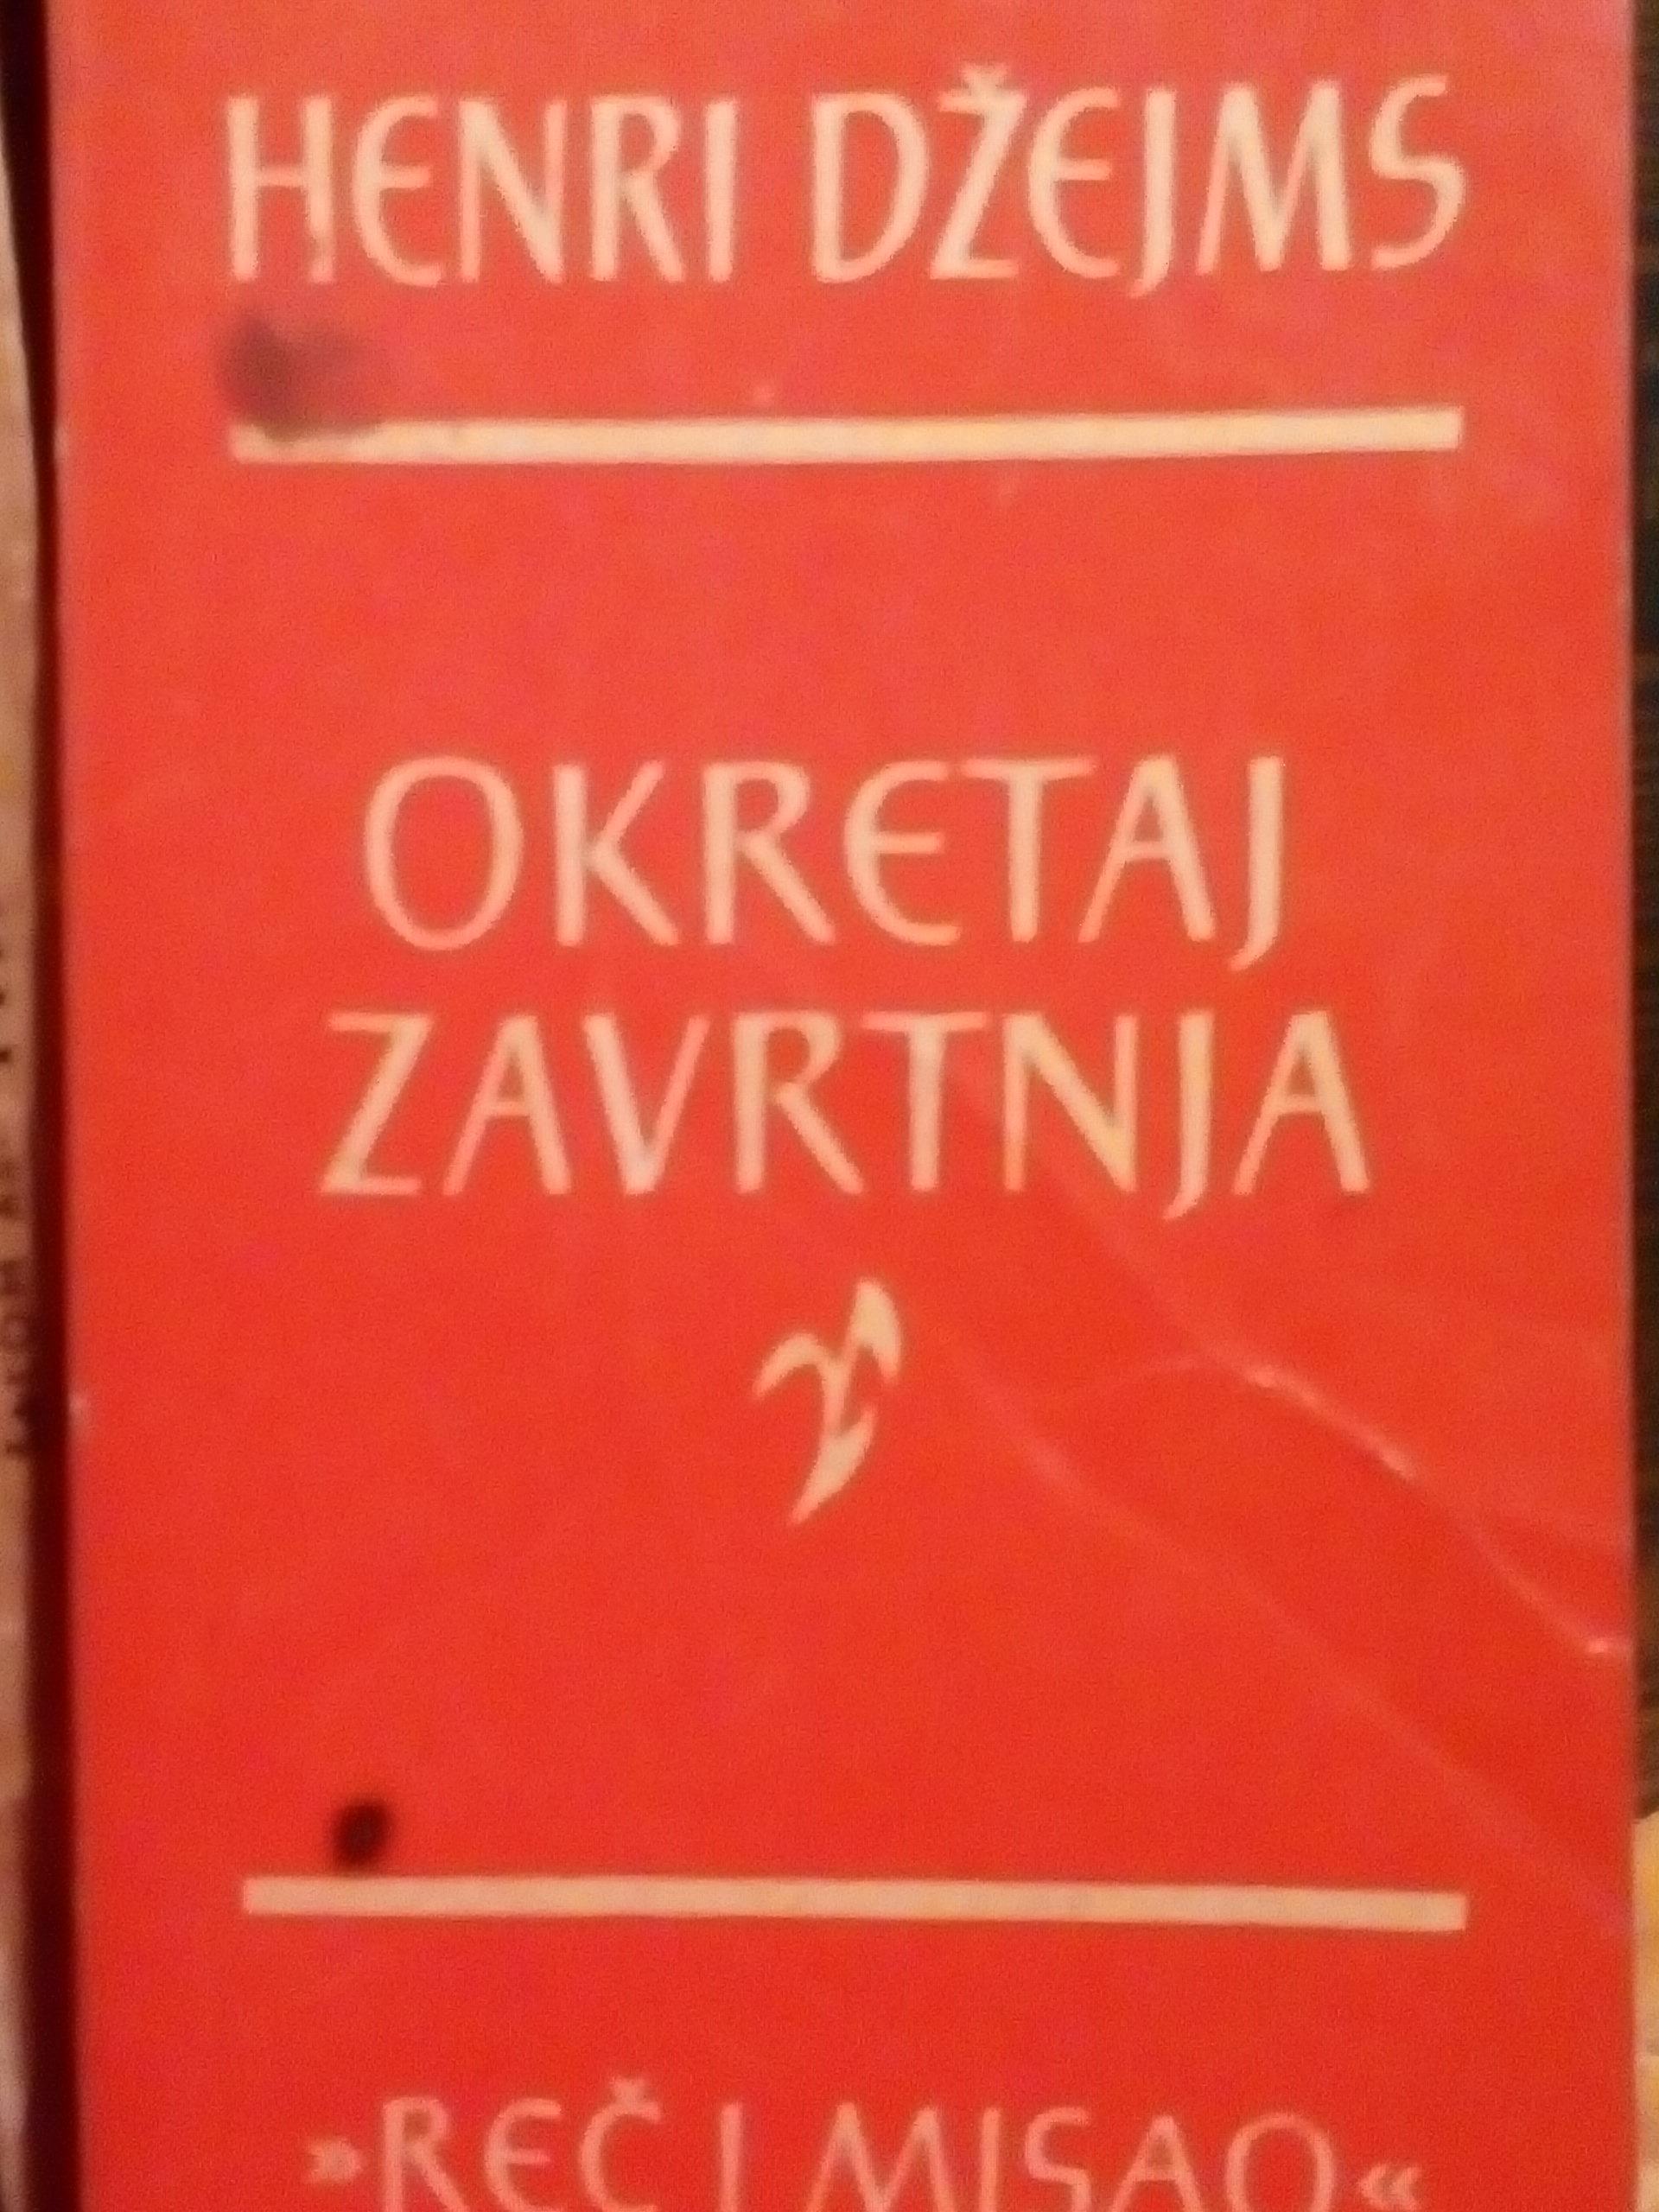 HENRI DŽEJMS
OKRETAJ
ZAVRTNJA
»REČ I MISAO«